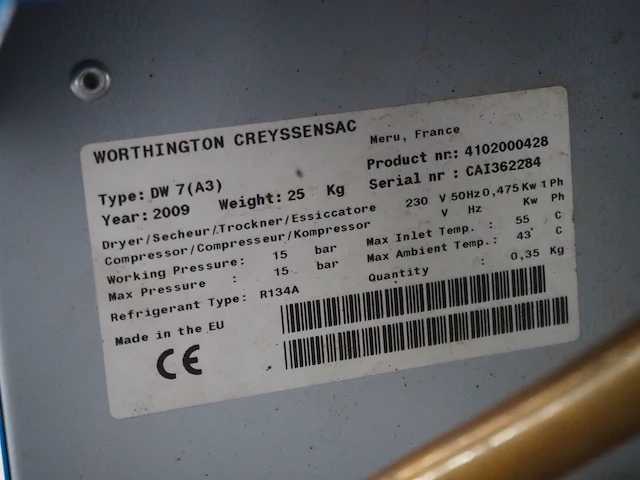 WORTHINGTON CREYSSENSAC Meru, France
Type: DW 7(A3) Product nr: 4102000428
Year: 2009 Weight: 25 Kg Serial nr : CAI362284
Dryer/Secheur/Trockner/Essiccatore 230 V 50Hz 0,475 Kw 1 Ph
Compressor/Compresseur/Kompressor V Hz Kw Ph
Working Pressure: 15 bar Max Inlet Temp. : 55 C
Max Pressure : 15 bar Max Ambient Temp.: 43 C
Refrigerant Type: R134A Quantity : 0,35 Kg
Made in the EU
CE